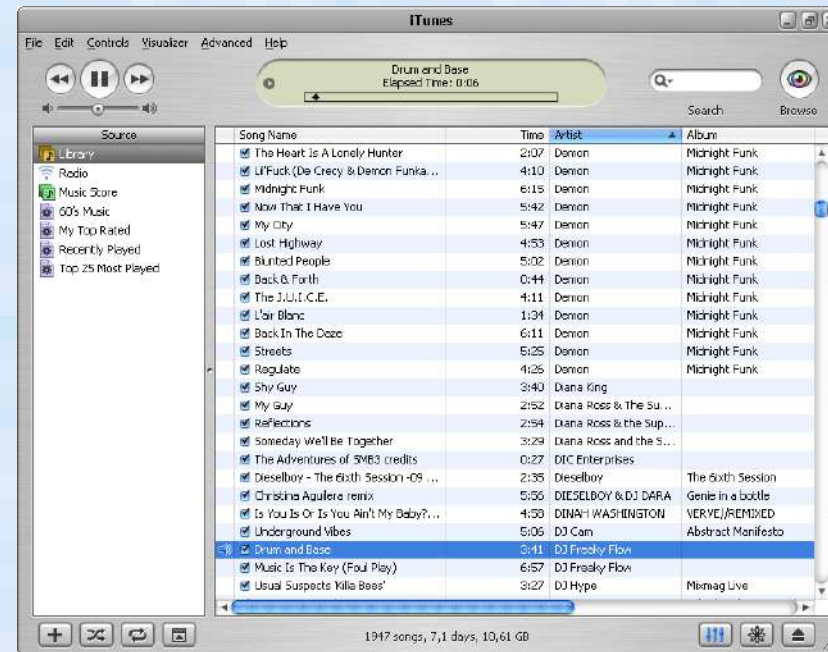 iTunes
File Edit Controls Visualizer Advanced Help
Drum and Base
Elapsed Time: 0:06
Search Browse
Source
Library
Radio
Music Store
60's Music
My Top Rated
Recently Played
Top 25 Most Played
Song Name Time Artist Album
The Heart Is A Lonely Hunter 2:07 Demon Midnight Funk
Lil'Fuck (De Crecy & Demon Funka... 4:10 Demon Midnight Funk
Midnight Funk 6:15 Demon Midnight Funk
Now That I Have You 5:42 Demon Midnight Funk
My City 5:47 Demon Midnight Funk
Lost Highway 4:53 Demon Midnight Funk
Blunted People 5:02 Demon Midnight Funk
Back & Forth 0:44 Demon Midnight Funk
The J.U.I.C.E. 4:11 Demon Midnight Funk
L'air Blanc 1:34 Demon Midnight Funk
Back In The Daze 6:11 Demon Midnight Funk
Streets 5:25 Demon Midnight Funk
Regulate 4:26 Demon Midnight Funk
Shy Guy 3:40 Diana King
My Guy 2:52 Diana Ross & The Su...
Reflections 2:54 Diana Ross & the Sup...
Someday We'll Be Together 3:29 Diana Ross and the S...
The Adventures of SMB3 credits 0:27 DIC Enterprises
Dieselboy - The 6ixth Session -09 ... 2:35 Dieselboy The 6ixth Session
Christina Aguilera remix 5:56 DIESELBOY & DJ DARA Genie in a bottle
Is You Is Or Is You Ain't My Baby?... 4:58 DINAH WASHINGTON VERVE//REMIXED
Underground Vibes 5:06 DJ Cam Abstract Manifesto
Drum and Base 3:41 DJ Freaky Flow
Music Is The Key (Foul Play) 6:57 DJ Freaky Flow
Usual Suspects 'Killa Bees' 3:27 DJ Hype Mixmag Live
1947 songs, 7,1 days, 10,61 GB